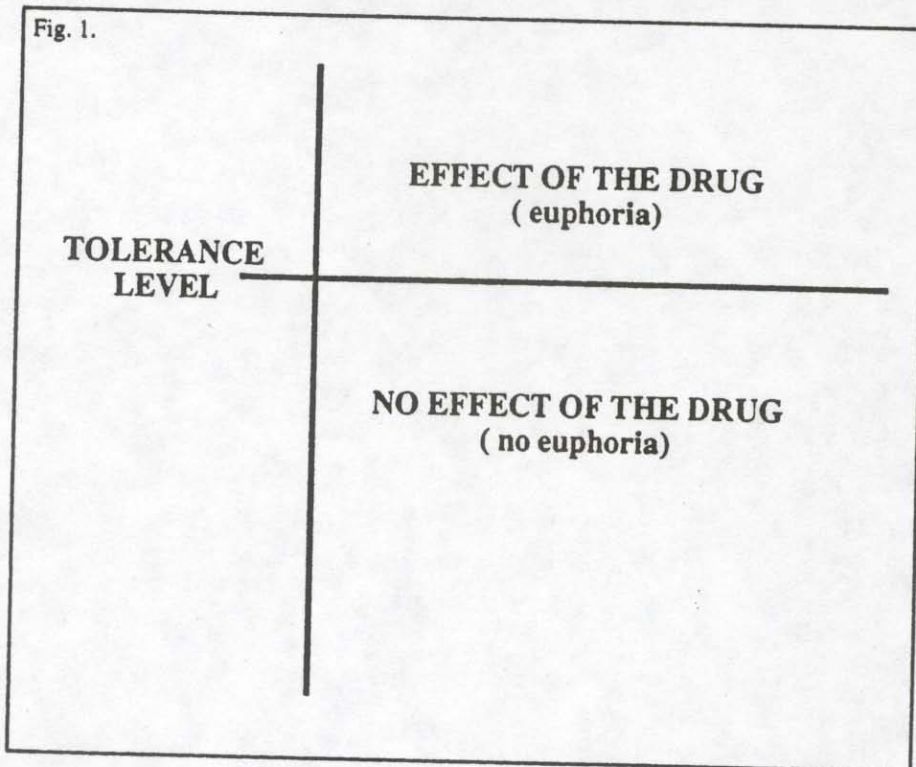 Fig. 1.
EFFECT OF THE DRUG
( euphoria)
TOLERANCE
LEVEL
NO EFFECT OF THE DRUG
( no euphoria)